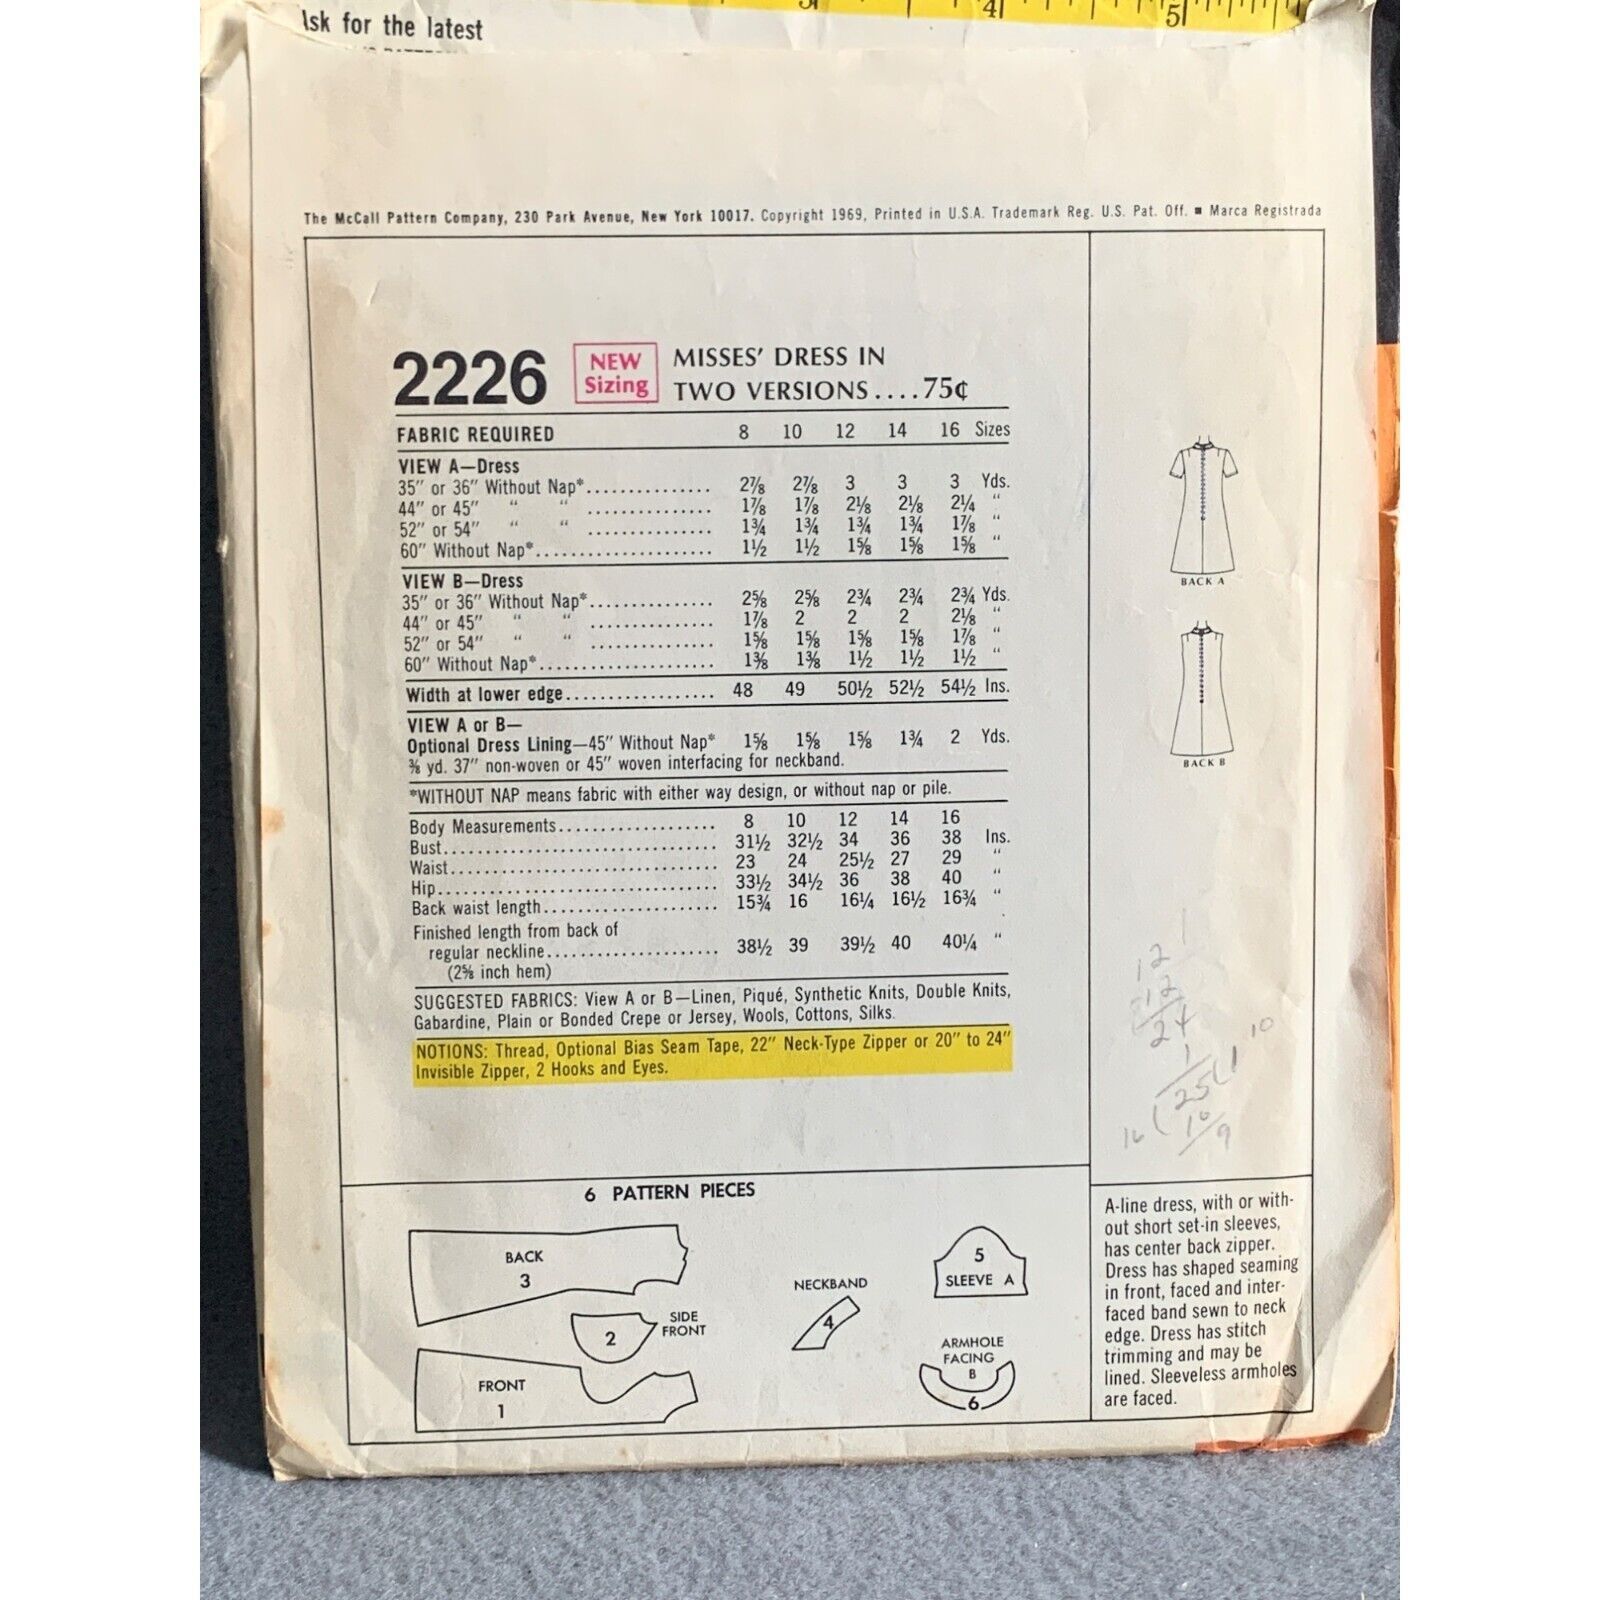 Ask for the latest
3 4 5
The McCall Pattern Company, 230 Park Avenue, New York 10017. Copyright 1969, Printed in U.S.A. Trademark Reg. U.S. Pat. Off. ■ Marca Registrada
2226 NEW Sizing MISSES’ DRESS IN
TWO VERSIONS....75¢
FABRIC REQUIRED 8 10 12 14 16 Sizes
VIEW A—Dress
35" or 36" Without Nap*............... 2⅞ 2⅞ 3 3 3 Yds.
44" or 45" “ “ ............... 1⅞ 1⅞ 2⅛ 2⅛ 2¼ “
52" or 54" “ “ ............... 1¾ 1¾ 1¾ 1¾ 1⅞ “
60" Without Nap*..................... 1½ 1½ 1⅝ 1⅝ 1⅝ “
VIEW B—Dress
35" or 36" Without Nap*............... 2⅝ 2⅝ 2¾ 2¾ 2¾ Yds.
44" or 45" “ “ ............... 1⅞ 2 2 2 2⅛ “
52" or 54" “ “ ............... 1⅝ 1⅝ 1⅝ 1⅝ 1⅞ “
60" Without Nap*..................... 1⅜ 1⅜ 1½ 1½ 1½ “
Width at lower edge.................. 48 49 50½ 52½ 54½ Ins.
VIEW A or B—
Optional Dress Lining—45" Without Nap* 1⅝ 1⅝ 1⅝ 1¾ 2 Yds.
⅜ yd. 37" non-woven or 45" woven interfacing for neckband.
*WITHOUT NAP means fabric with either way design, or without nap or pile.
Body Measurements................... 8 10 12 14 16
Bust................................. 31½ 32½ 34 36 38 Ins.
Waist................................ 23 24 25½ 27 29 “
Hip.................................. 33½ 34½ 36 38 40 “
Back waist length..................... 15¾ 16 16¼ 16½ 16¾ “
Finished length from back of
regular neckline..................... 38½ 39 39½ 40 40¼ “
(2⅝ inch hem)
SUGGESTED FABRICS: View A or B—Linen, Piqué, Synthetic Knits, Double Knits,
Gabardine, Plain or Bonded Crepe or Jersey, Wools, Cottons, Silks.
NOTIONS: Thread, Optional Bias Seam Tape, 22" Neck-Type Zipper or 20" to 24"
Invisible Zipper, 2 Hooks and Eyes.
BACK A
BACK B
12
12
24
10
25
10
9
6 PATTERN PIECES
BACK
3
SIDE
FRONT
2
FRONT
1
NECKBAND
4
5
SLEEVE A
ARMHOLE
FACING
B
6
A-line dress, with or with-
out short set-in sleeves,
has center back zipper.
Dress has shaped seaming
in front, faced and inter-
faced band sewn to neck
edge. Dress has stitch
trimming and may be
lined. Sleeveless armholes
are faced.